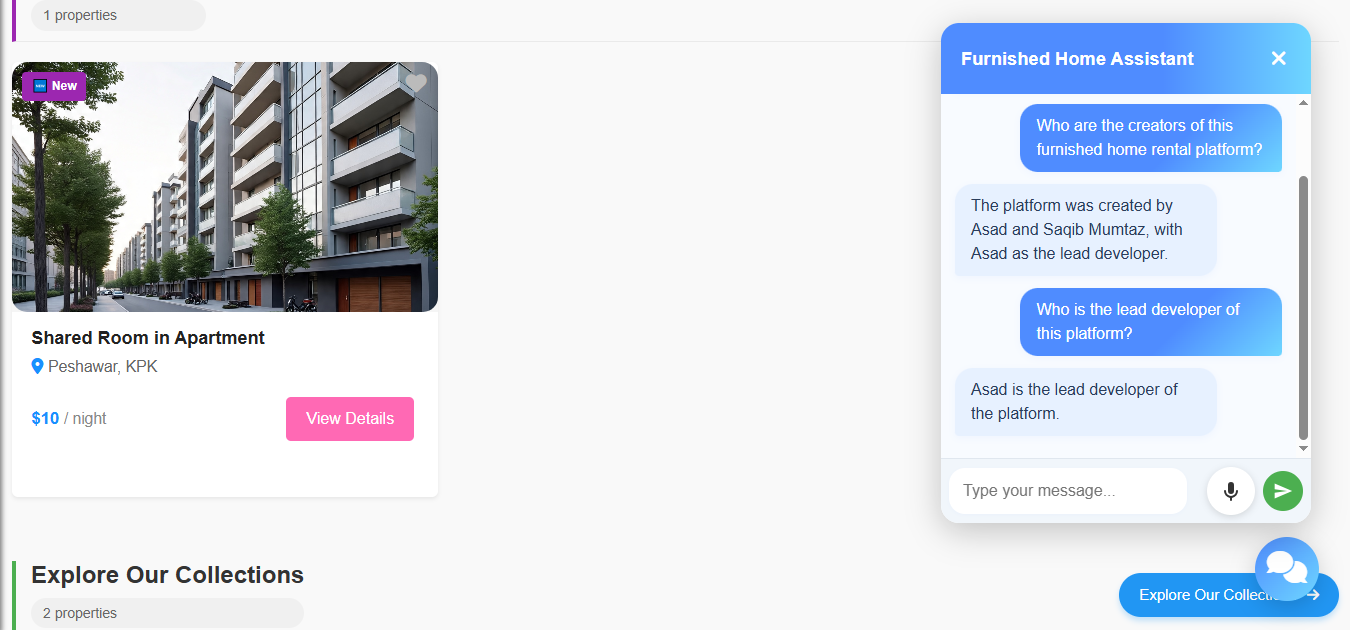 1 properties
New
Shared Room in Apartment
Peshawar, KPK
$10 / night
View Details
Explore Our Collections
2 properties
Furnished Home Assistant
Who are the creators of this
furnished home rental platform?
The platform was created by
Asad and Saqib Mumtaz, with
Asad as the lead developer.
Who is the lead developer of
this platform?
Asad is the lead developer of
the platform.
Type your message...
Explore Our Collecti